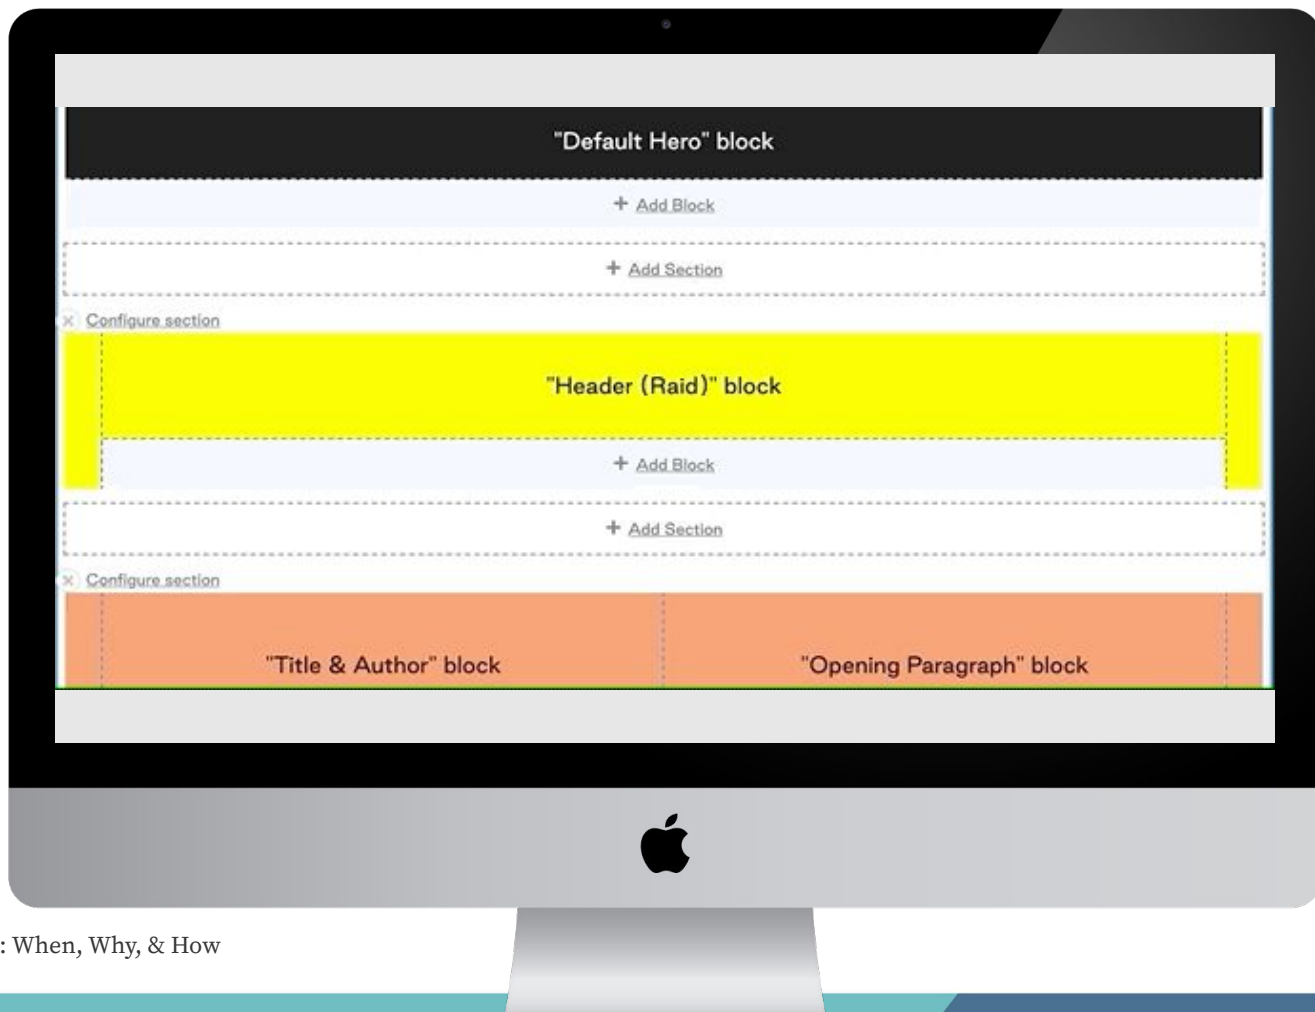 "Default Hero" block
+ Add Block
+ Add Section
Configure section
"Header (Raid)" block
+ Add Block
+ Add Section
Configure section
"Title & Author" block "Opening Paragraph" block
: When, Why, & How